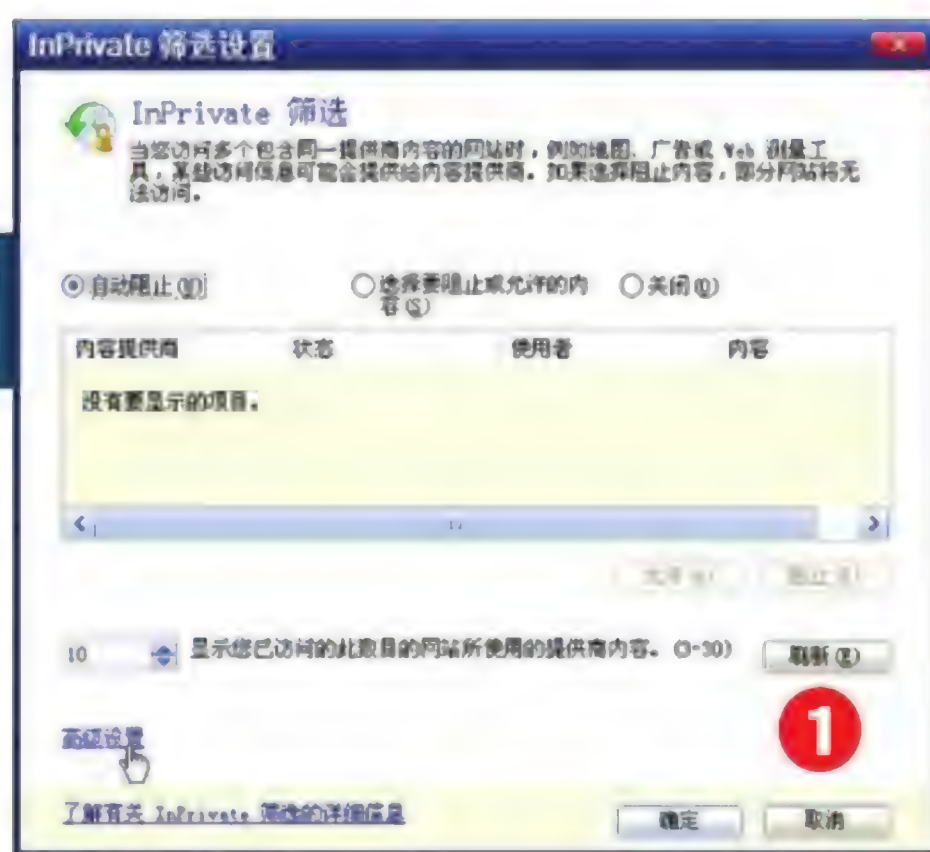 InPrivate 筛选设置
InPrivate 筛选
当您访问多个包含同一提供商内容的网站时，例如地图、广告或 Web 测量工
具，某些访问信息可能会提供给内容提供商。如果选择阻止内容，部分网站将无
法访问。
自动阻止
选择要阻止或允许的内
容(S)
关闭(O)
内容提供商 状态 使用者 内容
没有要显示的项目。
允许(A) 阻止(B)
10 显示您已访问的此数目的网站所使用的提供商内容。(3-30) 刷新(R)
1
高级设置
了解有关 InPrivate 筛选的详细信息 确定 取消